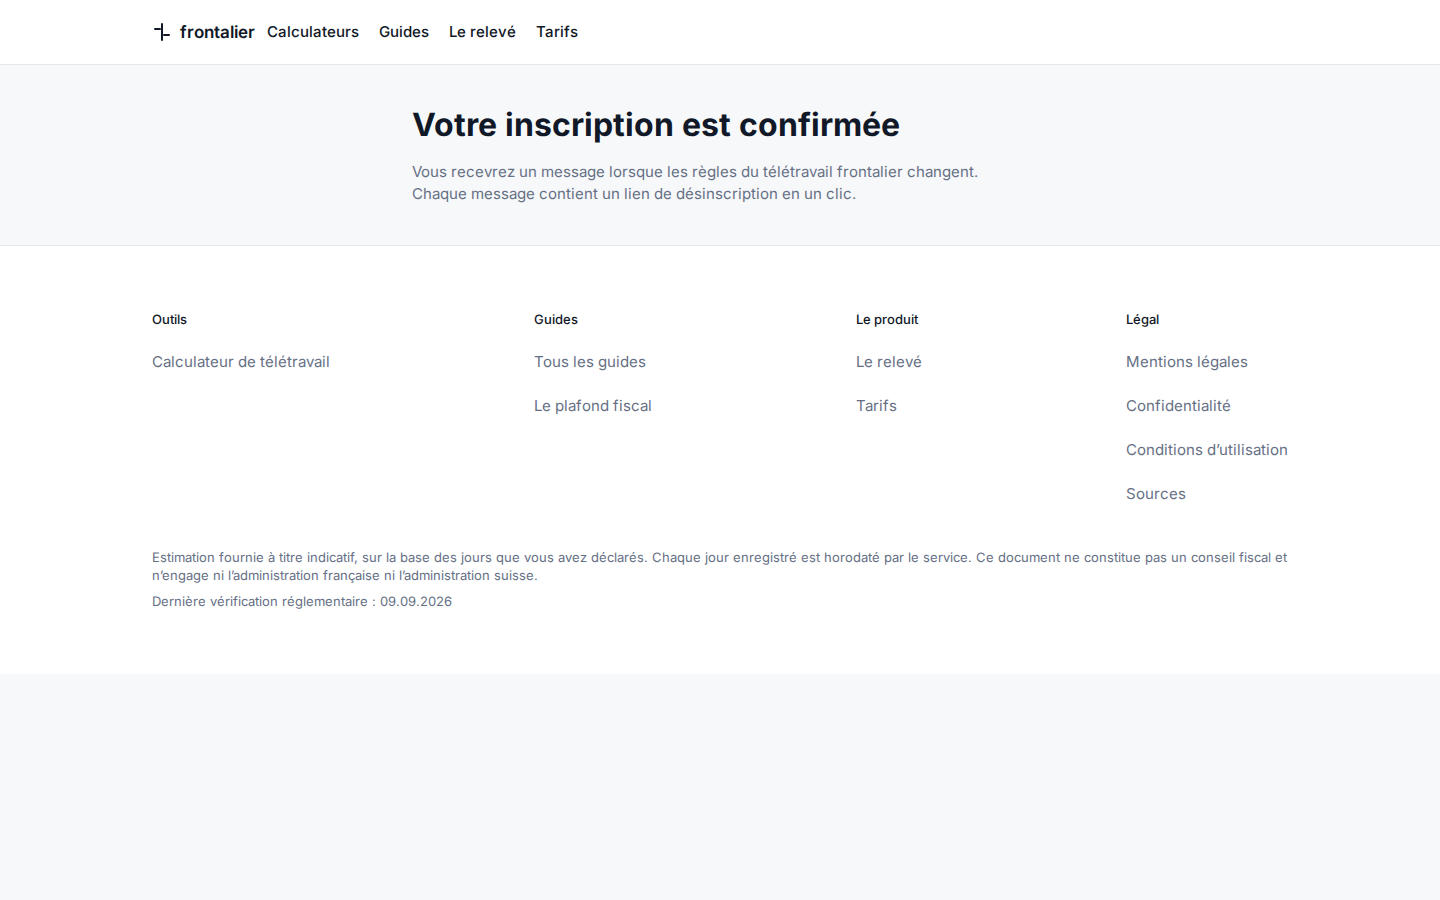 frontalier Calculateurs Guides Le relevé Tarifs
Votre inscription est confirmée
Vous recevrez un message lorsque les règles du télétravail frontalier changent.
Chaque message contient un lien de désinscription en un clic.
Outils
Calculateur de télétravail
Guides
Tous les guides
Le plafond fiscal
Le produit
Le relevé
Tarifs
Légal
Mentions légales
Confidentialité
Conditions d’utilisation
Sources
Estimation fournie à titre indicatif, sur la base des jours que vous avez déclarés. Chaque jour enregistré est horodaté par le service. Ce document ne constitue pas un conseil fiscal et
n’engage ni l’administration française ni l’administration suisse.
Dernière vérification réglementaire : 09.09.2026